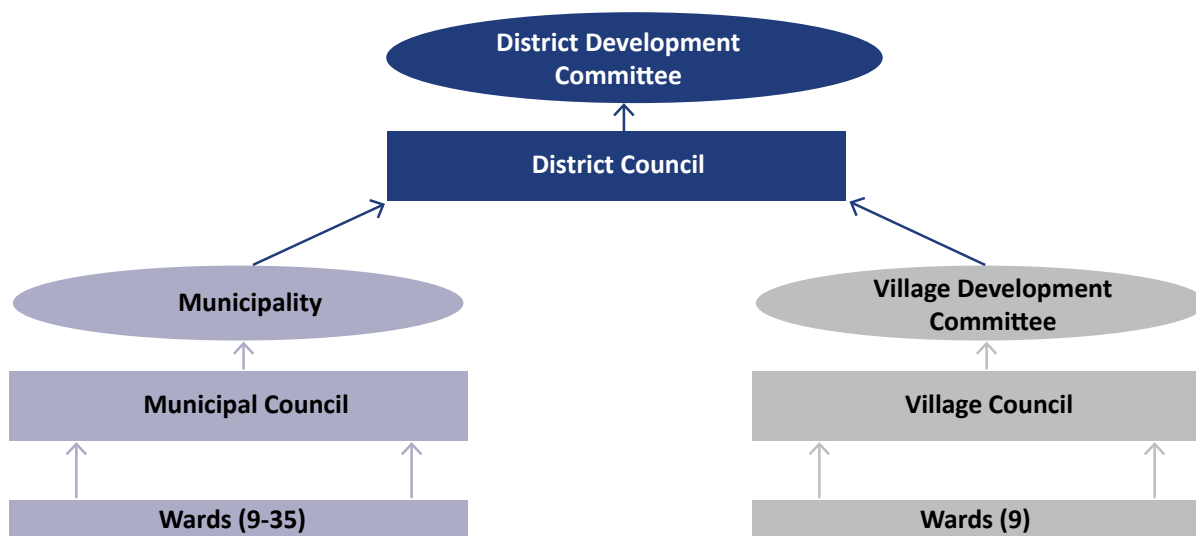 District Development
Committee
District Council
Municipality
Village Development
Committee
Municipal Council
Village Council
Wards (9-35)
Wards (9)